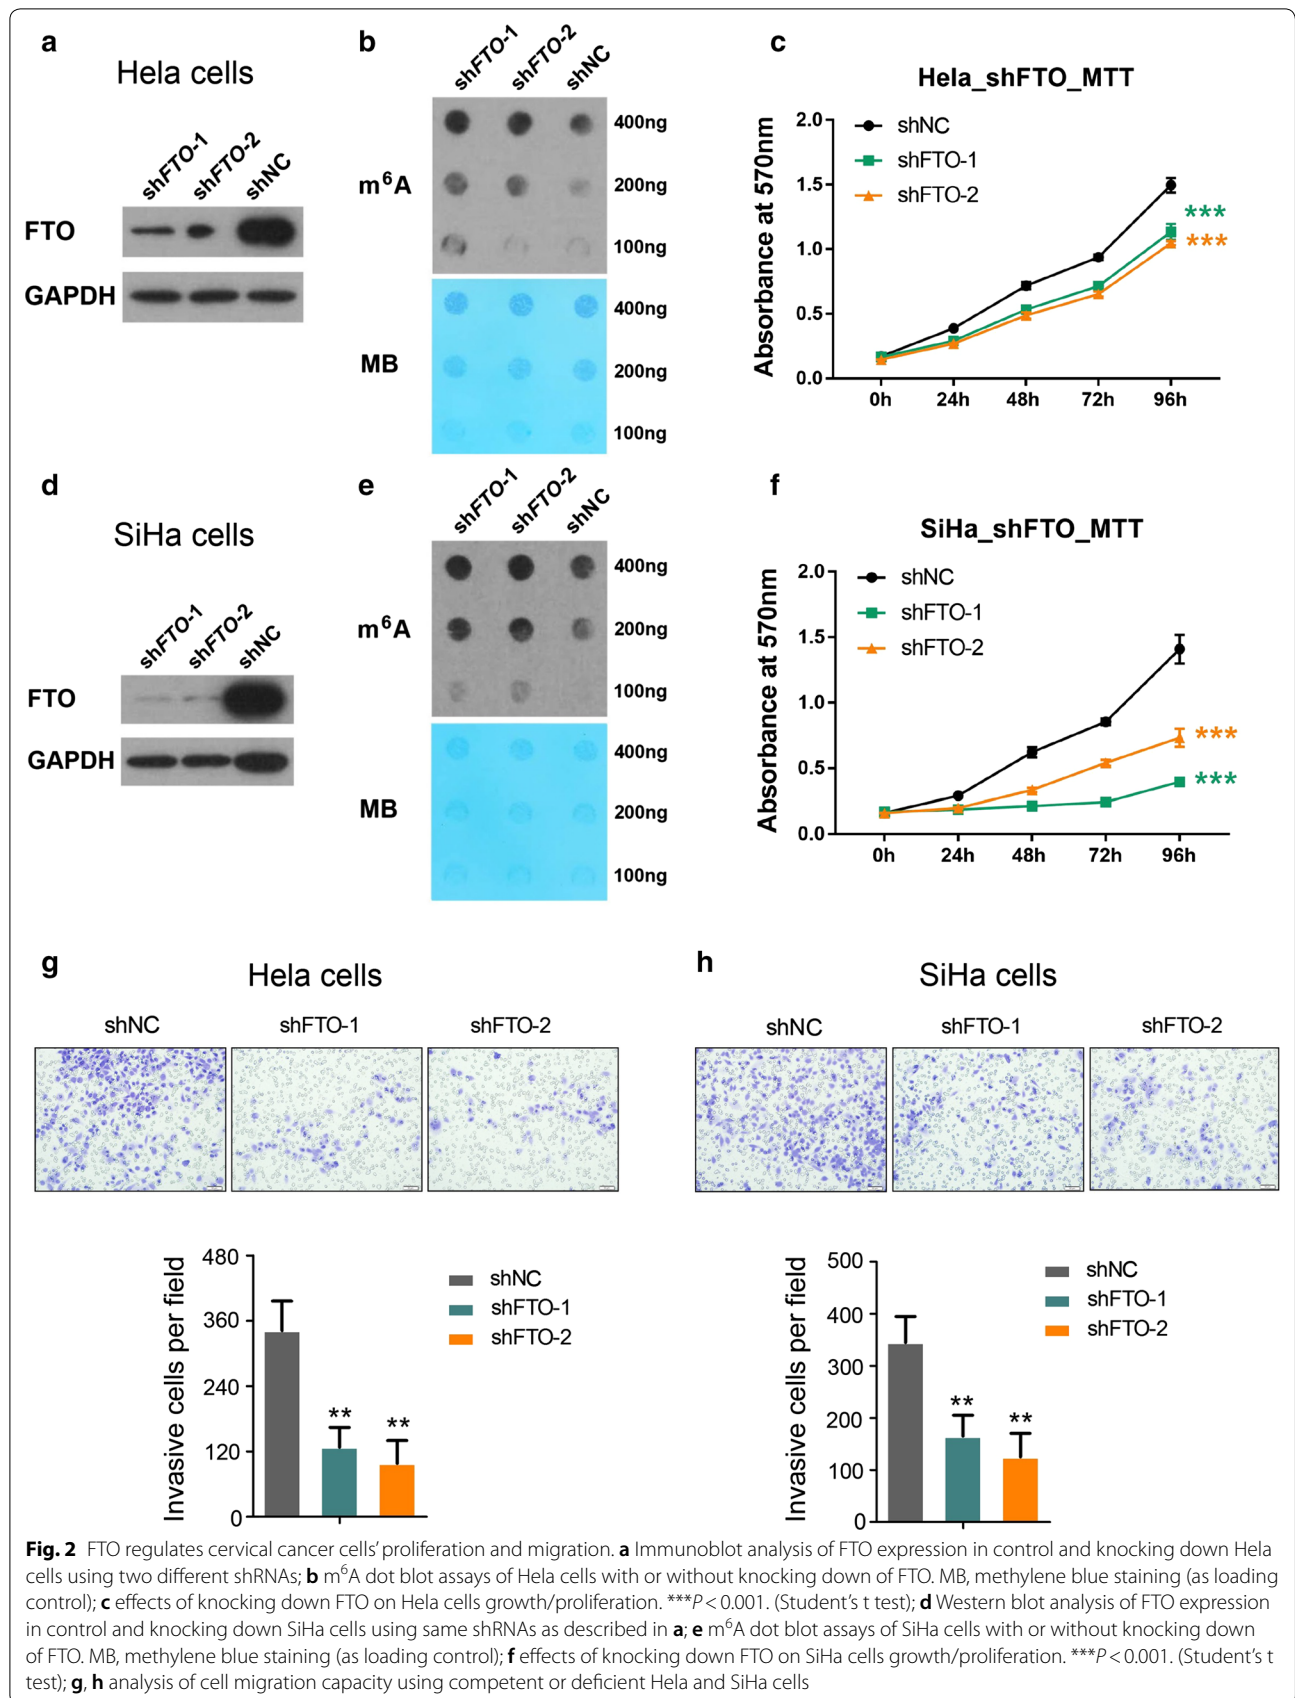 a
Hela cells
shFTO-1
shFTO-2
shNC
FTO
GAPDH
b
shFTO-1
shFTO-2
shNC
m6A
400ng
200ng
100ng
MB
400ng
200ng
100ng
c
Hela_shFTO_MTT
Absorbance at 570nm
2.0
1.5
1.0
0.5
0.0
shNC
shFTO-1
shFTO-2
***
***
0h 24h 48h 72h 96h
d
SiHa cells
shFTO-1
shFTO-2
shNC
FTO
GAPDH
e
shFTO-1
shFTO-2
shNC
m6A
400ng
200ng
100ng
MB
400ng
200ng
100ng
f
SiHa_shFTO_MTT
Absorbance at 570nm
2.0
1.5
1.0
0.5
0.0
shNC
shFTO-1
shFTO-2
***
***
0h 24h 48h 72h 96h
g
Hela cells
shNC shFTO-1 shFTO-2
Invasive cells per field
480
360
240
120
0
shNC
shFTO-1
shFTO-2
**
**
h
SiHa cells
shNC shFTO-1 shFTO-2
Invasive cells per field
500
400
300
200
100
0
shNC
shFTO-1
shFTO-2
**
**
Fig. 2 FTO regulates cervical cancer cells' proliferation and migration. a Immunoblot analysis of FTO expression in control and knocking down Hela
cells using two different shRNAs; b m6A dot blot assays of Hela cells with or without knocking down of FTO. MB, methylene blue staining (as loading
control); c effects of knocking down FTO on Hela cells growth/proliferation. ***P < 0.001. (Student's t test); d Western blot analysis of FTO expression
in control and knocking down SiHa cells using same shRNAs as described in a; e m6A dot blot assays of SiHa cells with or without knocking down
of FTO. MB, methylene blue staining (as loading control); f effects of knocking down FTO on SiHa cells growth/proliferation. ***P < 0.001. (Student's t
test); g, h analysis of cell migration capacity using competent or deficient Hela and SiHa cells